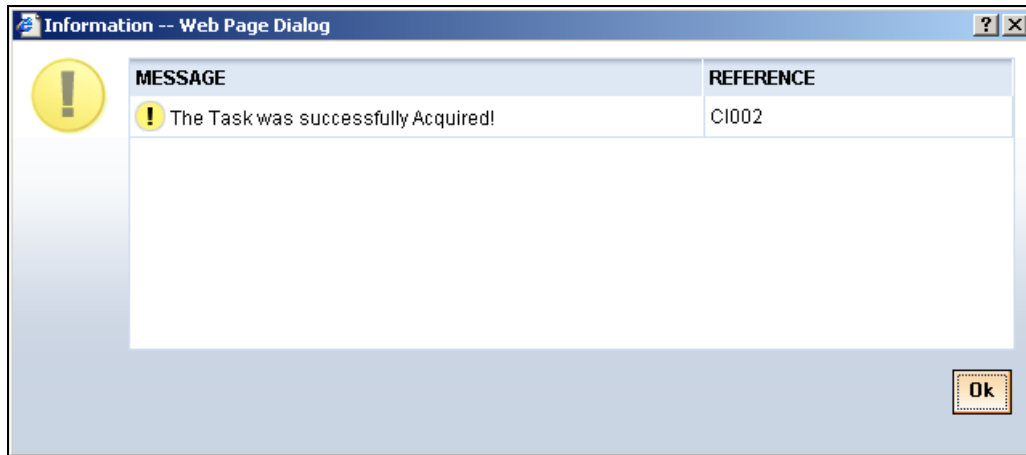 Information -- Web Page Dialog
MESSAGE REFERENCE
The Task was successfully Acquired! CI002
Ok